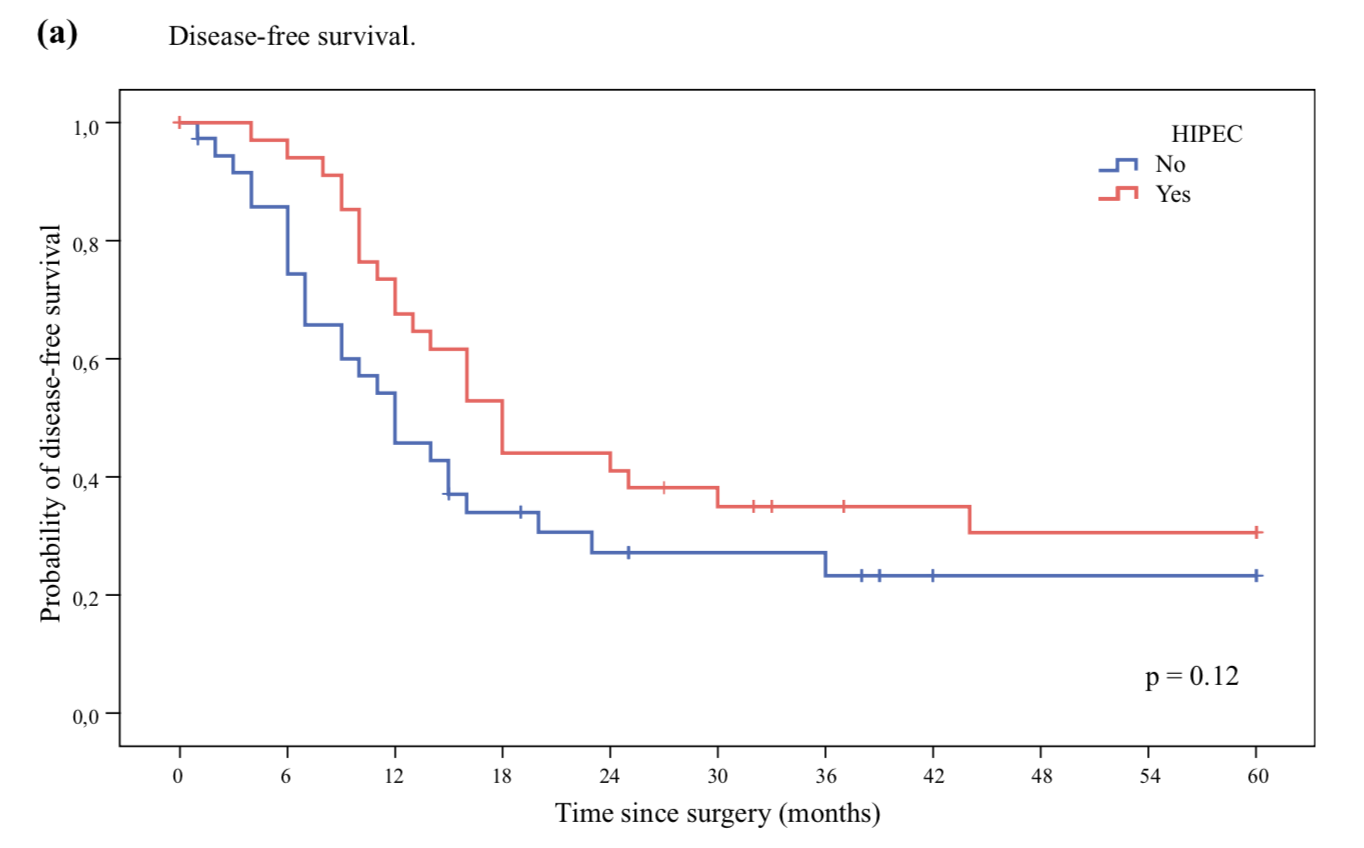 (a) Disease-free survival.
HIPEC
No
Yes
Probability of disease-free survival
1,0
0,8
0,6
0,4
0,2
0,0
p = 0.12
0 6 12 18 24 30 36 42 48 54 60
Time since surgery (months)